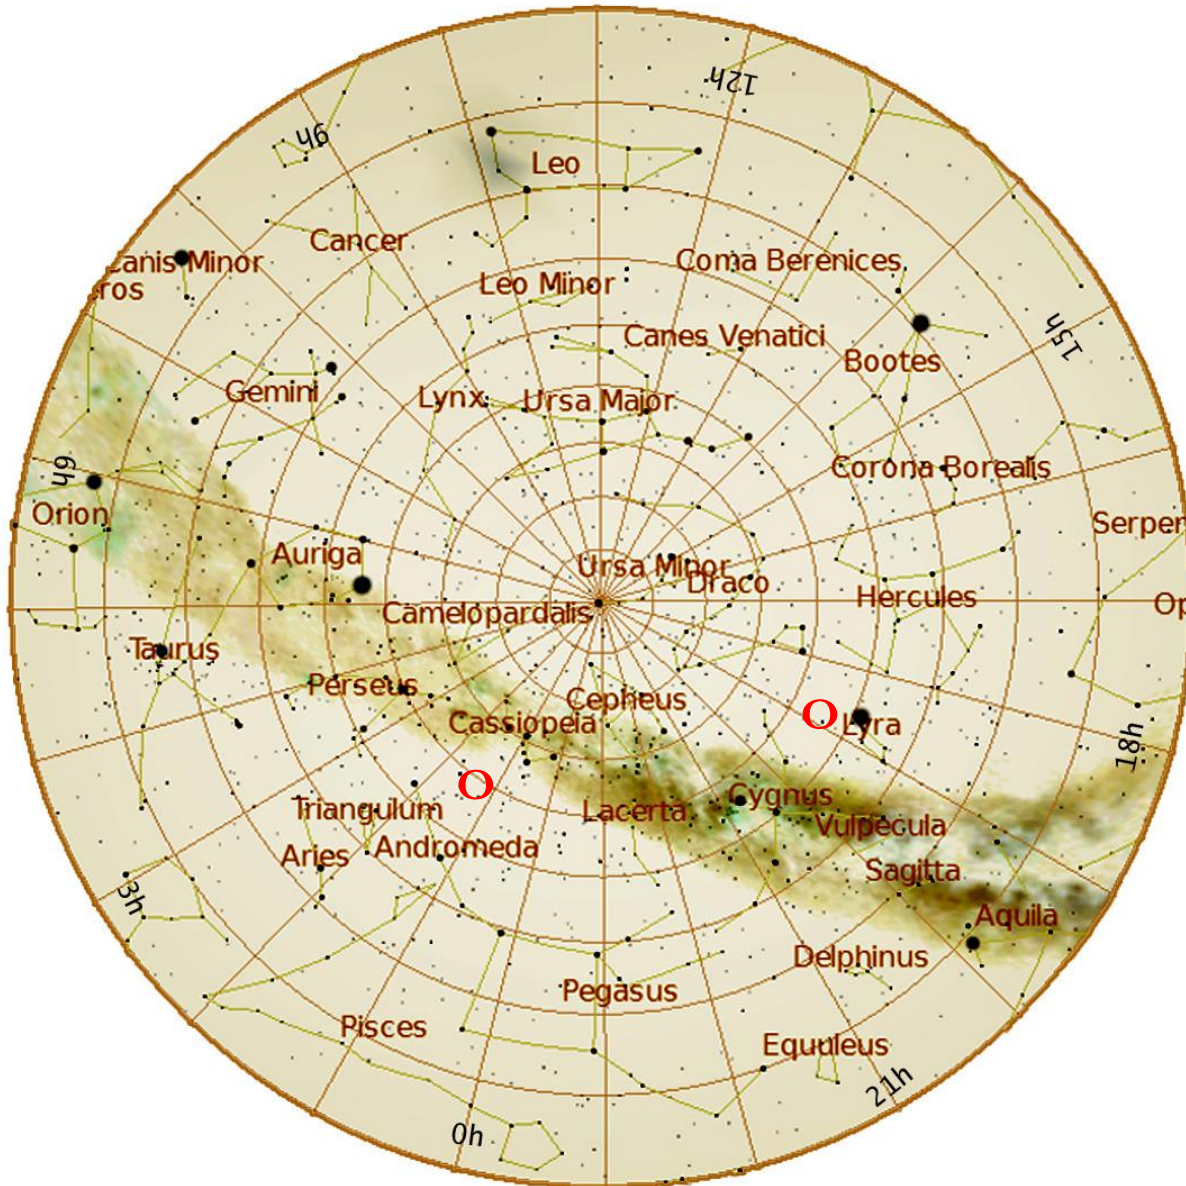 12h
9h
Leo
Cancer
Canis Minor
ros
Coma Berenices
Leo Minor
15h
Canes Venatici
Bootes
Gemini
Lynx
Ursa Major
6h
Corona Borealis
Orion
Serpen
Auriga
Ursa Minor
Draco
Hercules
Op
Camelopardalis
Taurus
Perseus
Cepheus
Cassiopeia
O
Lyra
18h
O
Cygnus
Triangulum
Lacerta
Vulpecula
Aries
Andromeda
Sagitta
3h
Aquila
Delphinus
Pegasus
Pisces
Equuleus
21h
0h